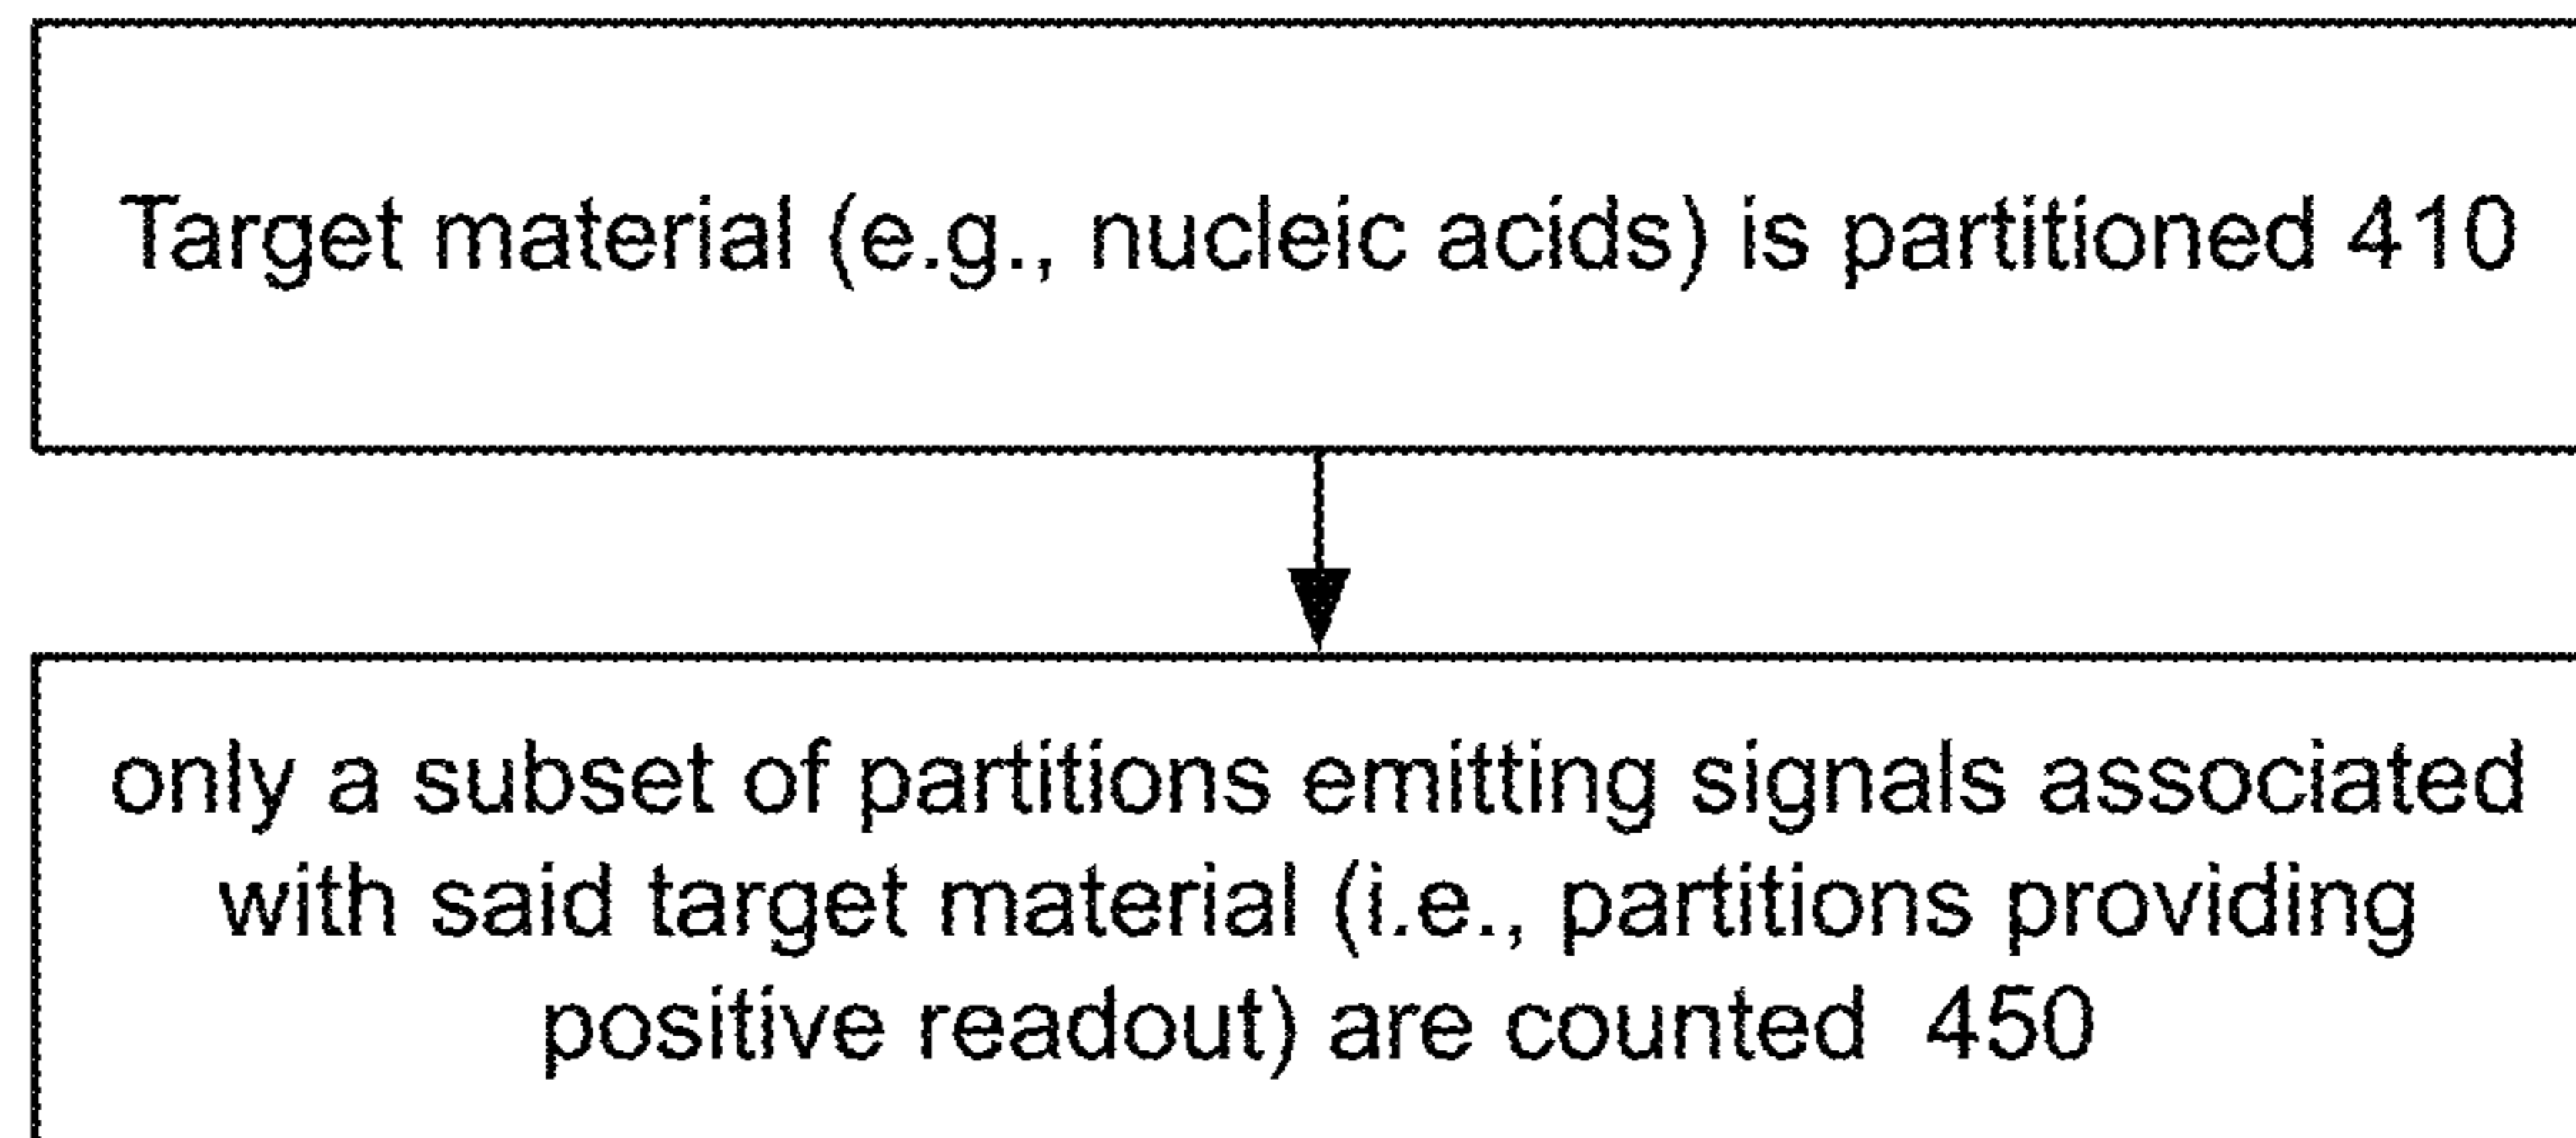 Target material (e.g., nucleic acids) is partitioned 410
only a subset of partitions emitting signals associated
with said target material (i.e., partitions providing
positive readout) are counted 450